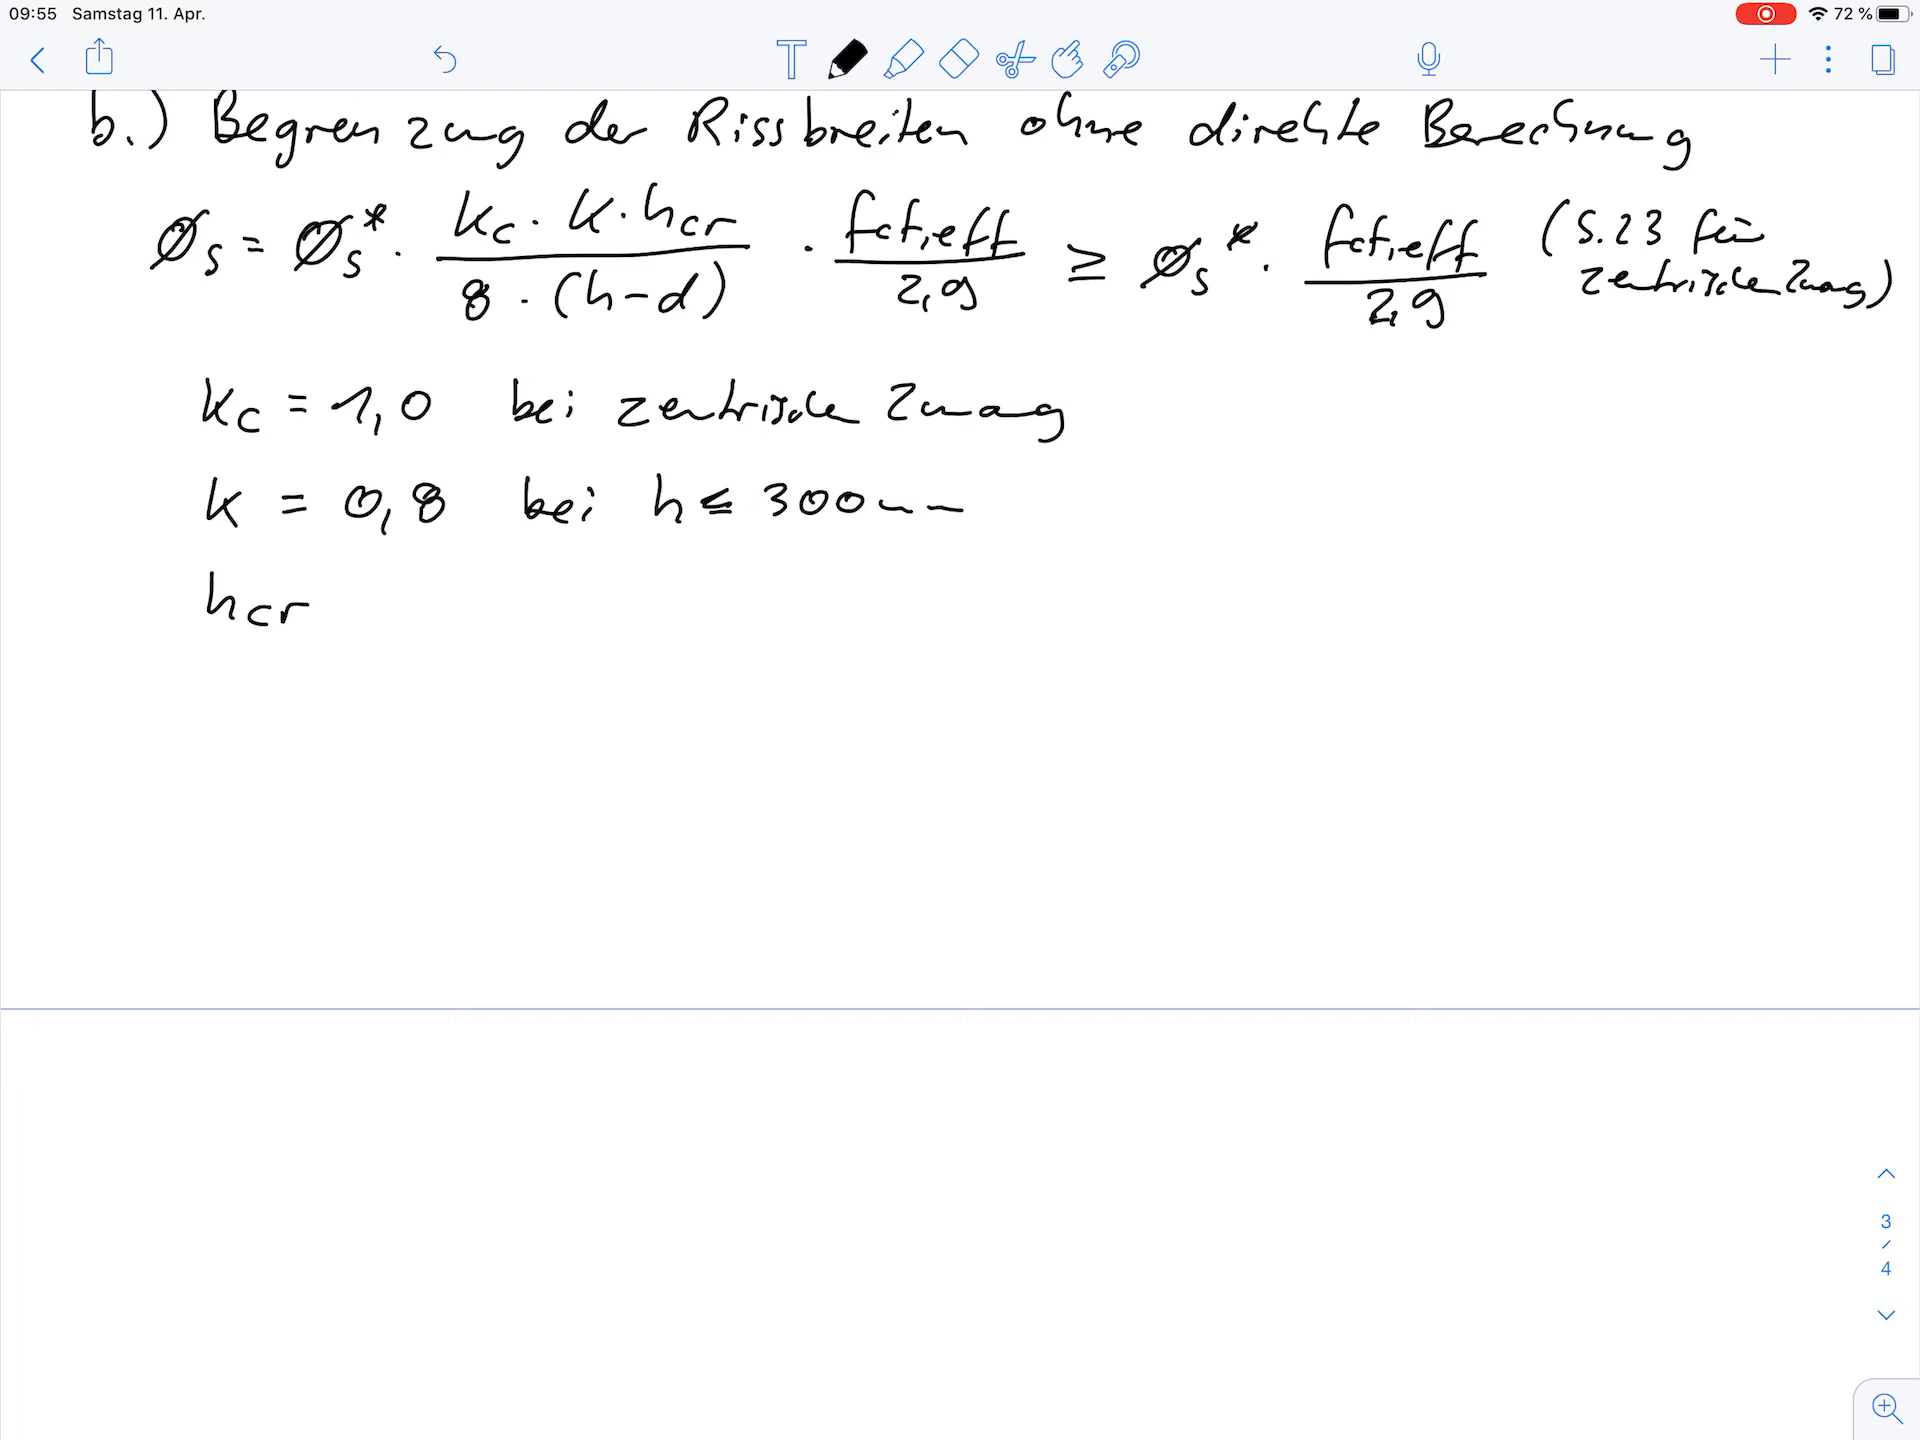 09:55 Samstag 11. Apr. 72 %
b.) Begrenzung der Rissbreiten ohne direkte Berechnung
Øs = Øs* · kc · k · hcr / 8 · (h-d) · fct,eff / 2,9 ≥ Øs* · fct,eff / 2,9 (S.23 für
zentrischen Zwang)
kc = 1,0 bei zentrischem Zwang
k = 0,8 bei h ≤ 300mm
hcr
3
/
4